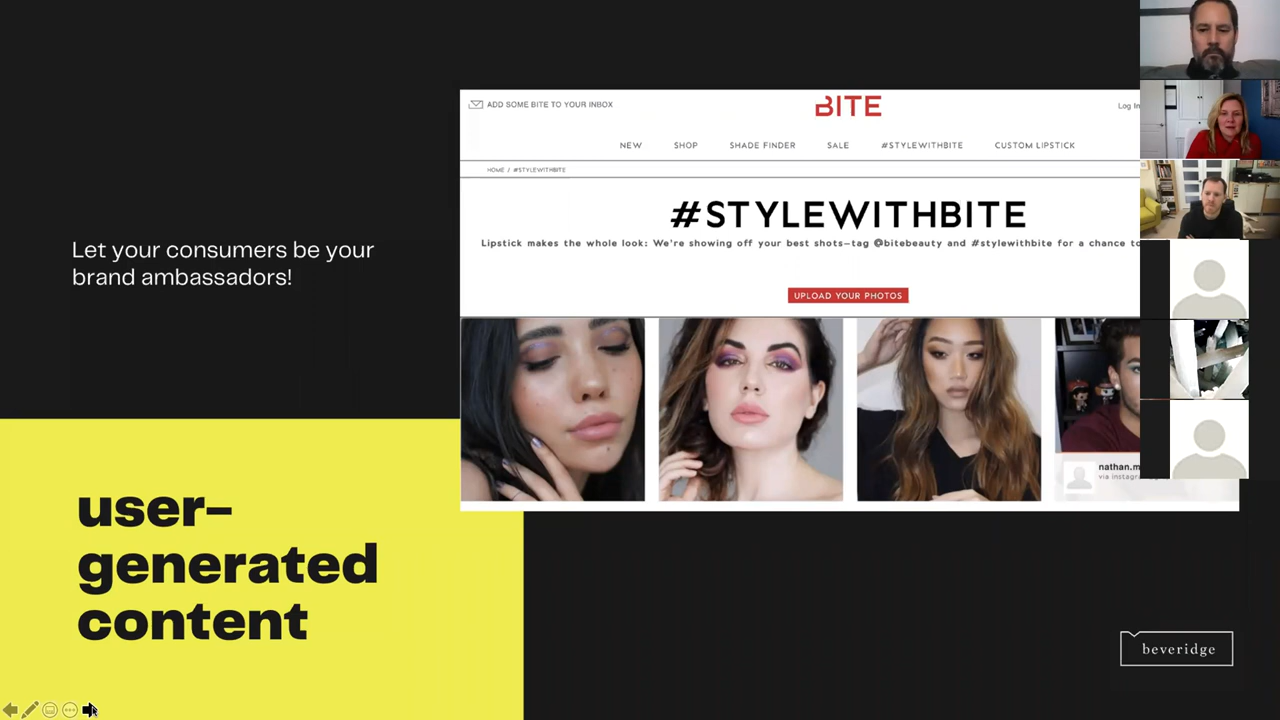 Let your consumers be your
brand ambassadors!
user-
generated
content
ADD SOME BITE TO YOUR INBOX
BITE
Log In
NEW SHOP SHADE FINDER SALE #STYLEWITHBITE CUSTOM LIPSTICK
HOME / #STYLEWITHBITE
#STYLEWITHBITE
Lipstick makes the whole look: We're showing off your best shots—tag @bitebeauty and #stylewithbite for a chance to
UPLOAD YOUR PHOTOS
nathan.m
via instagr
beveridge